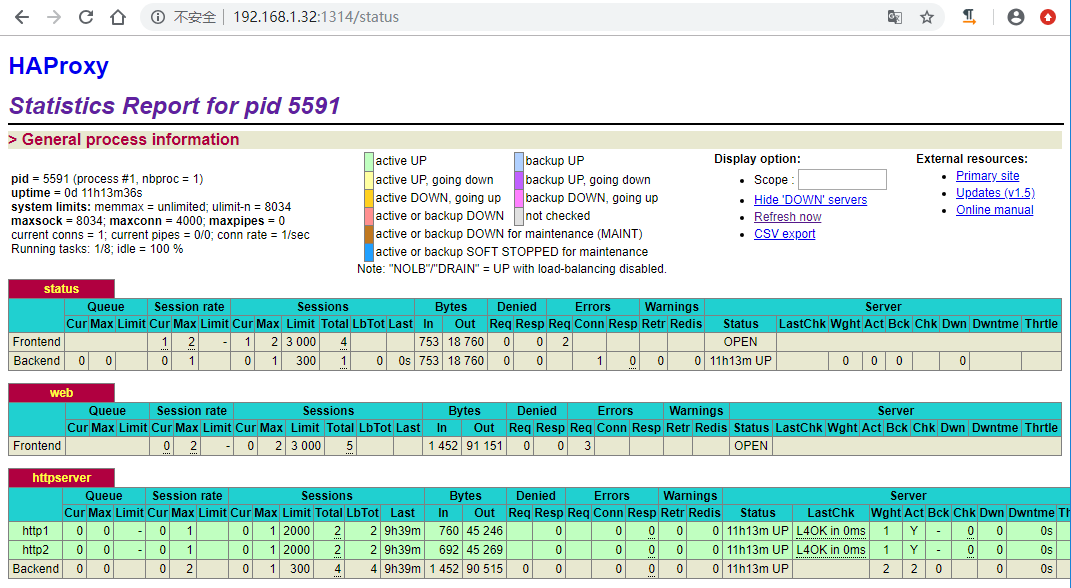 不安全 192.168.1.32:1314/status
HAProxy
Statistics Report for pid 5591
> General process information
pid = 5591 (process #1, nbproc = 1)
uptime = 0d 11h13m36s
system limits: memmax = unlimited; ulimit-n = 8034
maxsock = 8034; maxconn = 4000; maxpipes = 0
current conns = 1; current pipes = 0/0; conn rate = 1/sec
Running tasks: 1/8; idle = 100 %
active UP backup UP
active UP, going down backup UP, going down
active DOWN, going up backup DOWN, going up
active or backup DOWN not checked
active or backup DOWN for maintenance (MAINT)
active or backup SOFT STOPPED for maintenance
Note: "NOLB"/"DRAIN" = UP with load-balancing disabled.
Display option:
Scope :
Hide 'DOWN' servers
Refresh now
CSV export
External resources:
Primary site
Updates (v1.5)
Online manual
status
Queue Session rate Sessions Bytes Denied Errors Warnings Server
Cur Max Limit Cur Max Limit Cur Max Limit Total LbTot Last In Out Req Resp Req Conn Resp Retr Redis Status LastChk Wght Act Bck Chk Dwn Dwntme Thrtle
Frontend 1 2 - 1 2 3 000 4 753 18 760 0 0 2 OPEN
Backend 0 0 0 1 0 1 300 1 0 0s 753 18 760 0 0 1 0 0 0 11h13m UP 0 0 0 0
web
Queue Session rate Sessions Bytes Denied Errors Warnings Server
Cur Max Limit Cur Max Limit Cur Max Limit Total LbTot Last In Out Req Resp Req Conn Resp Retr Redis Status LastChk Wght Act Bck Chk Dwn Dwntme Thrtle
Frontend 0 2 - 0 2 3 000 5 1 452 91 151 0 0 3 OPEN
httpserver
Queue Session rate Sessions Bytes Denied Errors Warnings Server
Cur Max Limit Cur Max Limit Cur Max Limit Total LbTot Last In Out Req Resp Req Conn Resp Retr Redis Status LastChk Wght Act Bck Chk Dwn Dwntme Th
http1 0 0 - 0 1 0 1 2000 2 2 9h39m 760 45 246 0 0 0 0 0 11h13m UP L4OK in 0ms 1 Y - 0 0 0s
http2 0 0 - 0 1 0 1 2000 2 2 9h39m 692 45 269 0 0 0 0 0 11h13m UP L4OK in 0ms 1 Y - 0 0 0s
Backend 0 0 0 2 0 1 300 4 4 9h39m 1 452 90 515 0 0 0 0 0 0 11h13m UP 2 2 0 0 0s